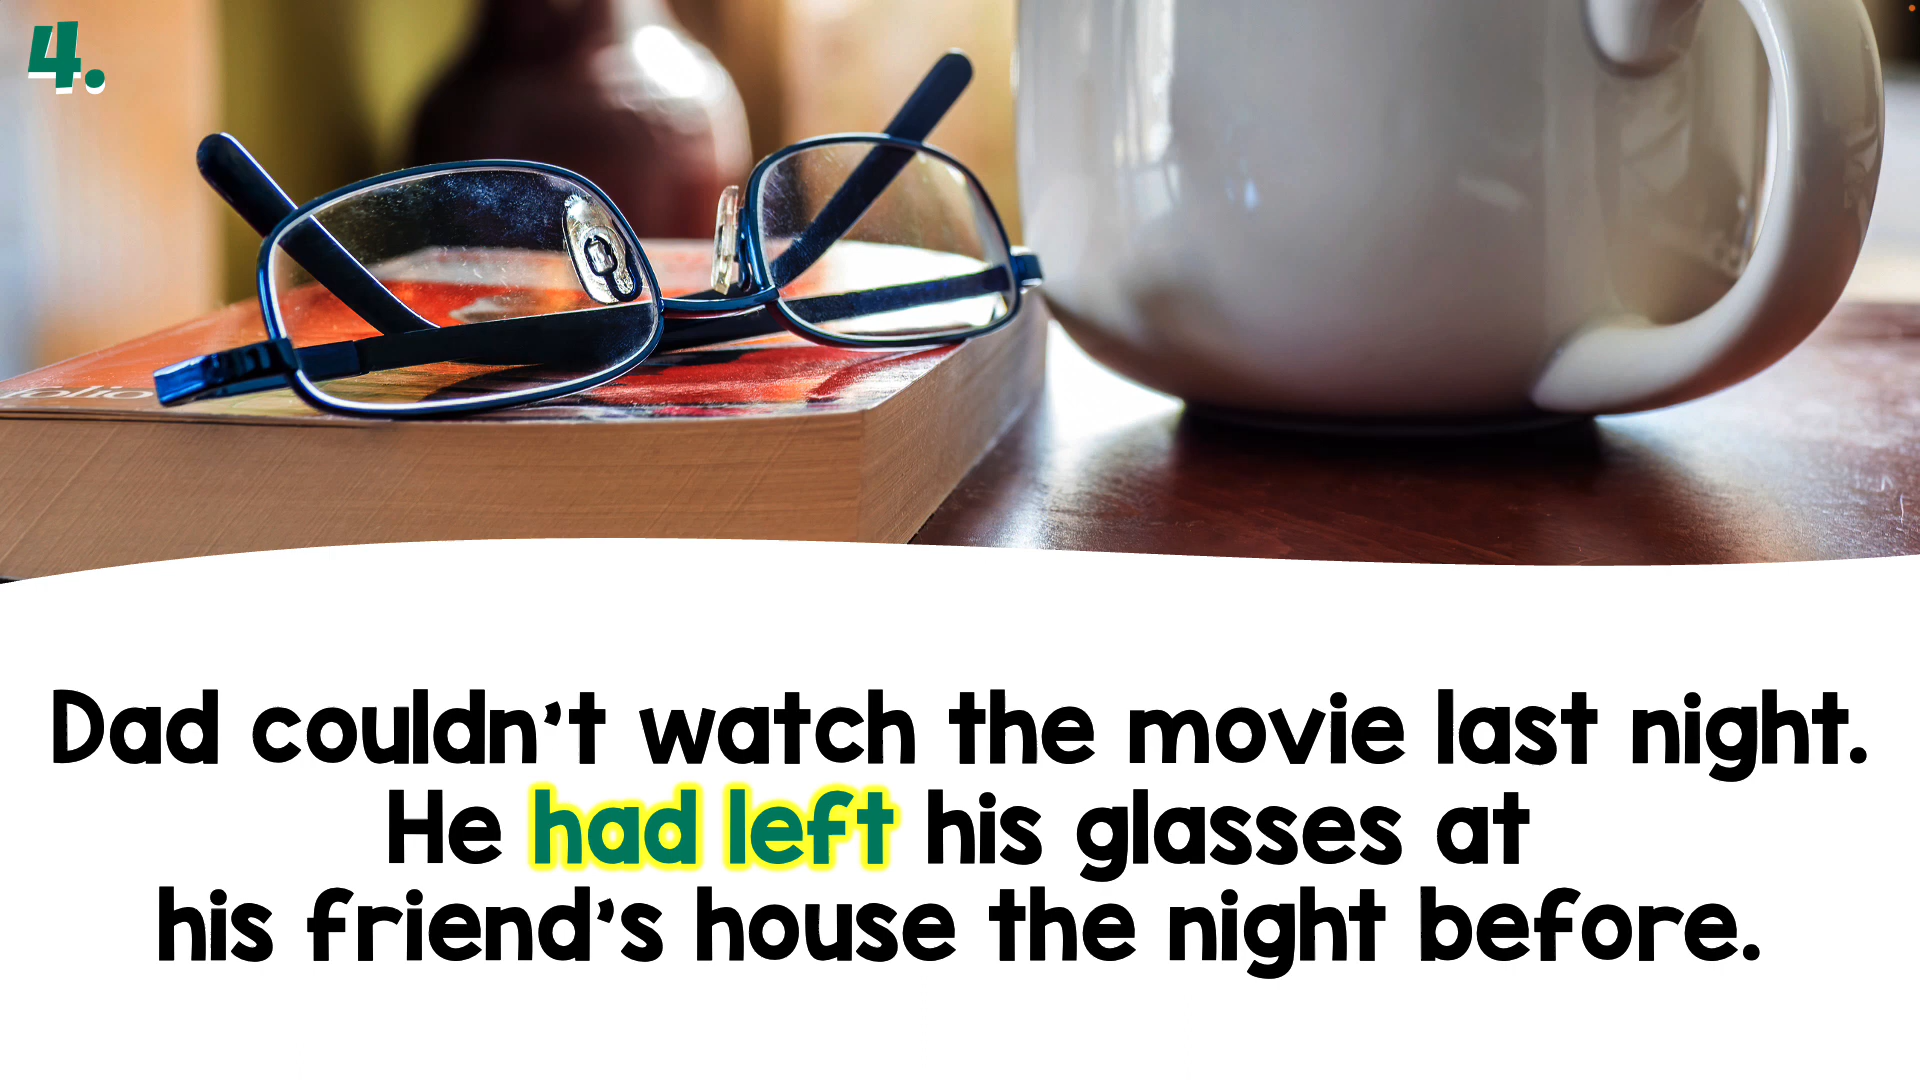 4.
folio
Dad couldn't watch the movie last night.
He had left his glasses at
his friend's house the night before.